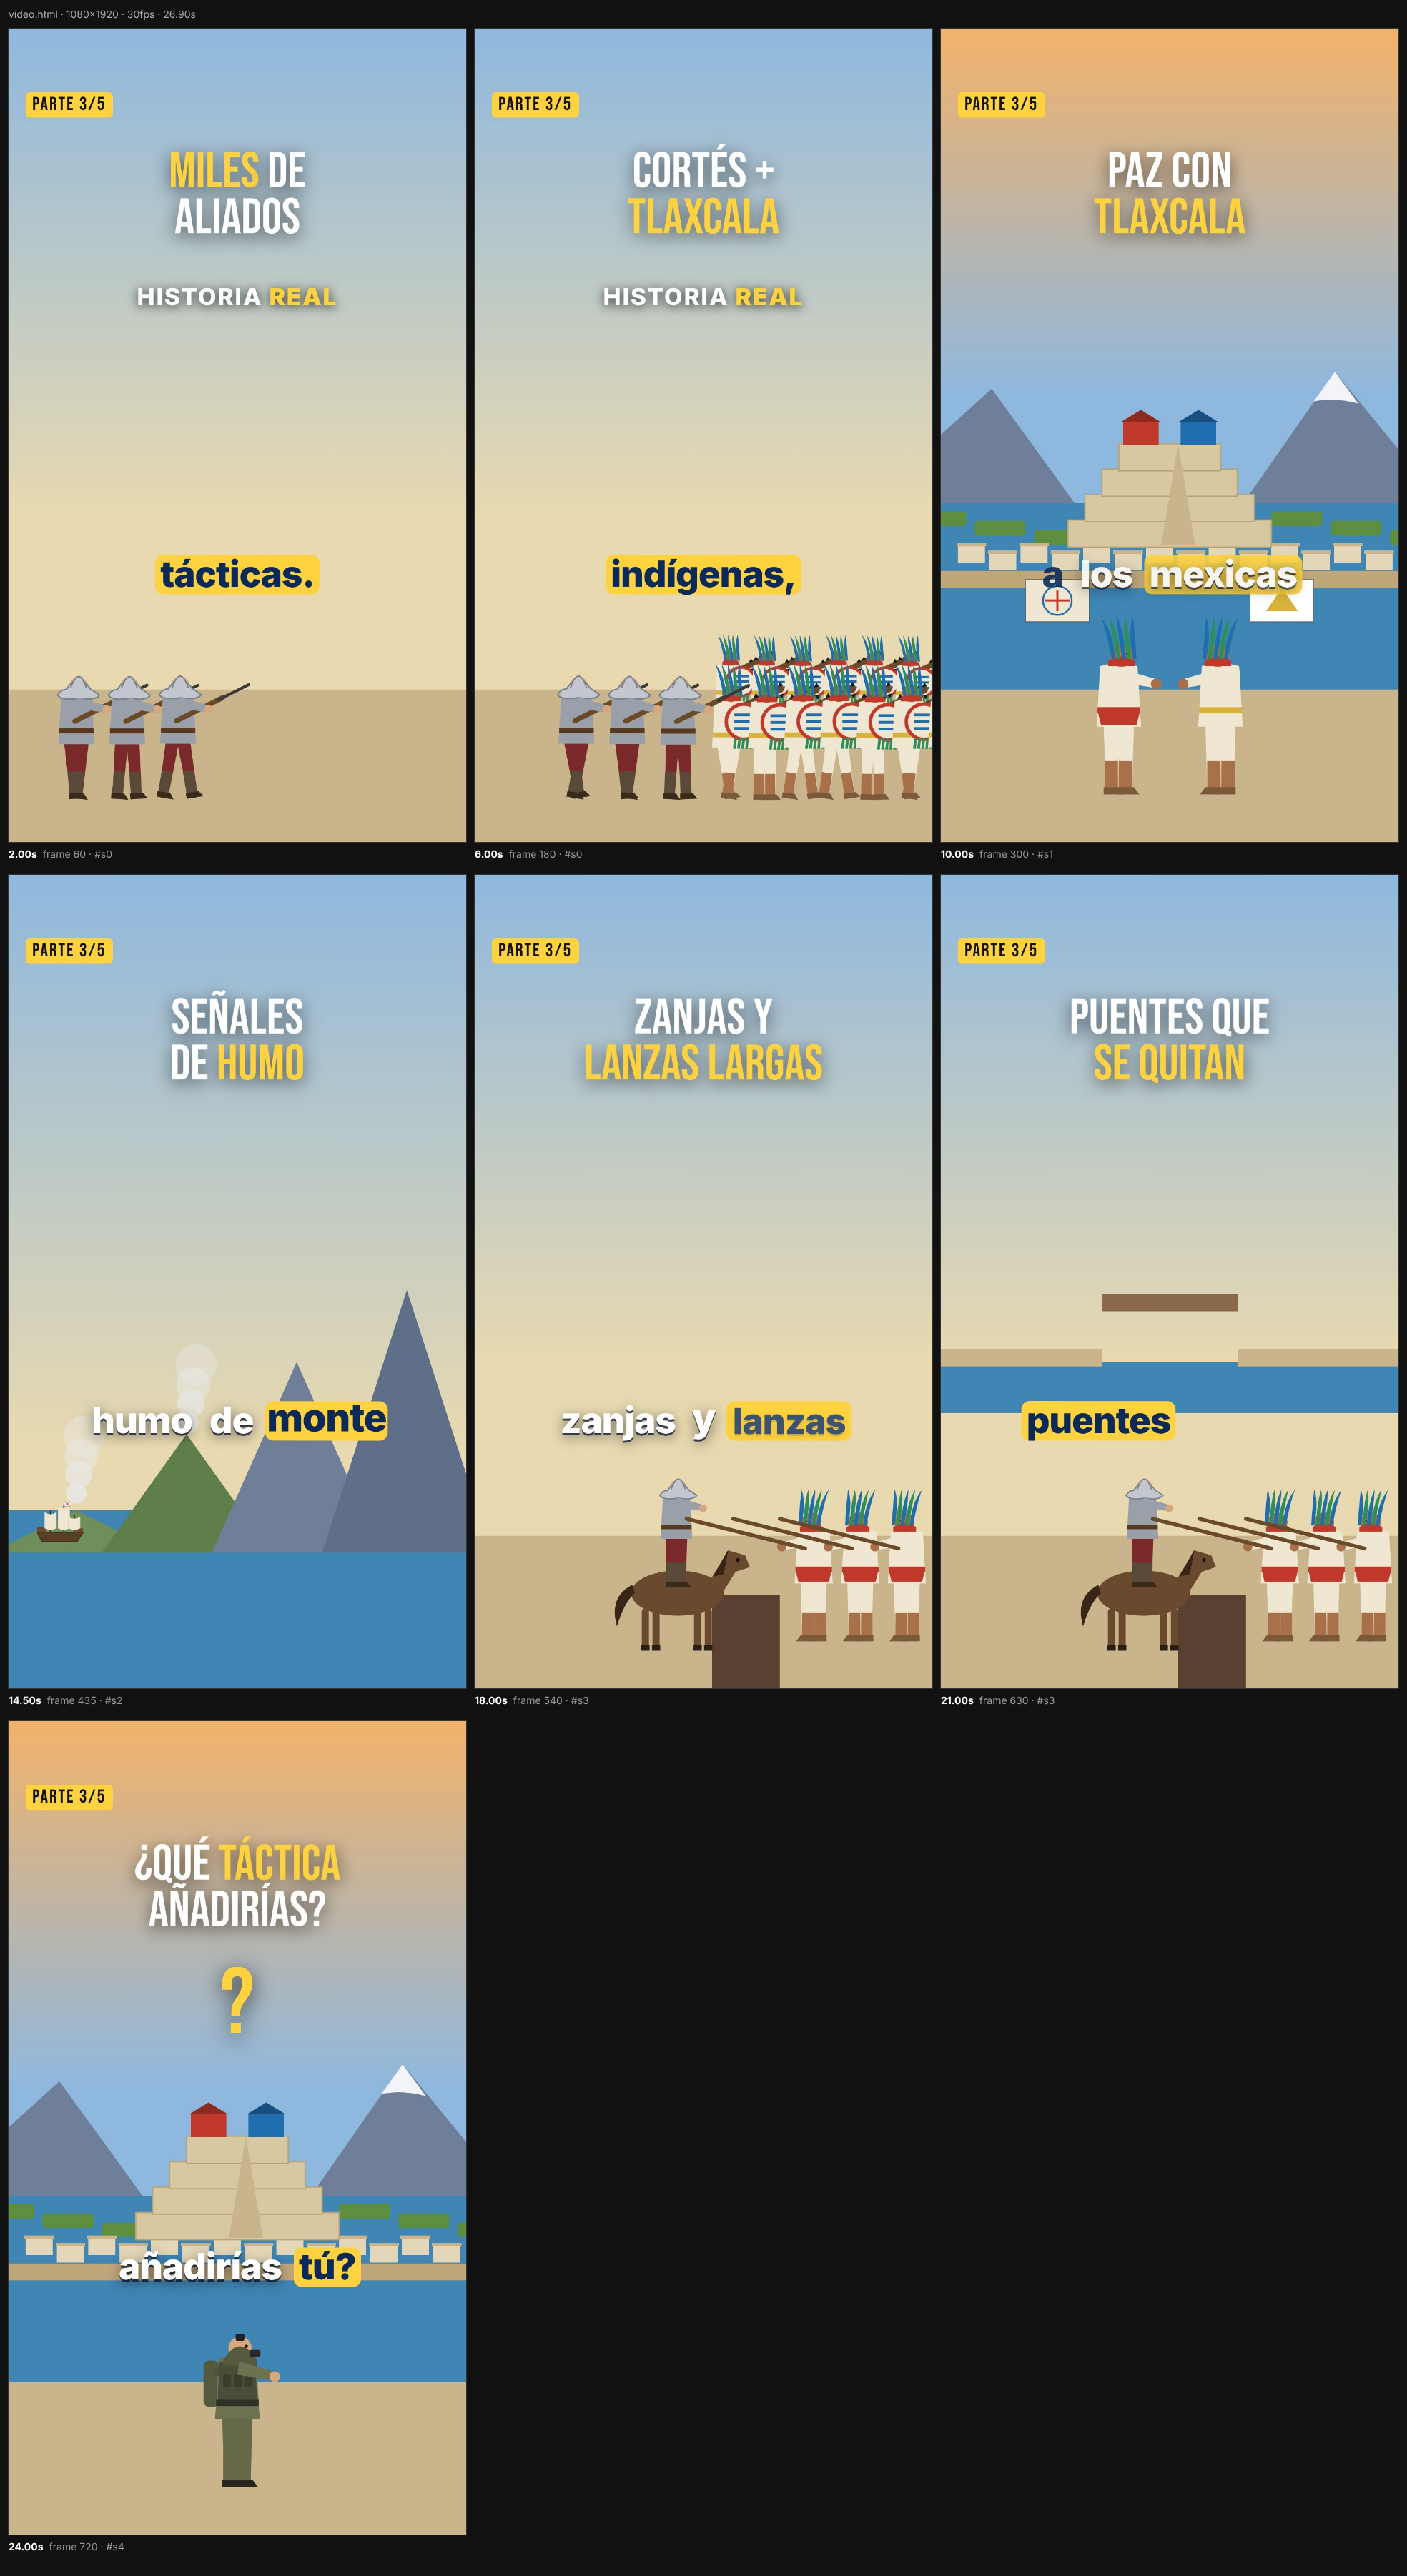 video.html · 1080×1920 · 30fps · 26.90s
PARTE 3/5
MILES DE
ALIADOS
HISTORIA REAL
tácticas.
2.00s frame 60 · #s0
PARTE 3/5
CORTÉS +
TLAXCALA
HISTORIA REAL
indígenas,
6.00s frame 180 · #s0
PARTE 3/5
PAZ CON
TLAXCALA
a los mexicas
10.00s frame 300 · #s1
PARTE 3/5
SEÑALES
DE HUMO
humo de monte
14.50s frame 435 · #s2
PARTE 3/5
ZANJAS Y
LANZAS LARGAS
zanjas y lanzas
18.00s frame 540 · #s3
PARTE 3/5
PUENTES QUE
SE QUITAN
puentes
21.00s frame 630 · #s3
PARTE 3/5
¿QUÉ TÁCTICA
AÑADIRÍAS?
?
añadirías tú?
24.00s frame 720 · #s4